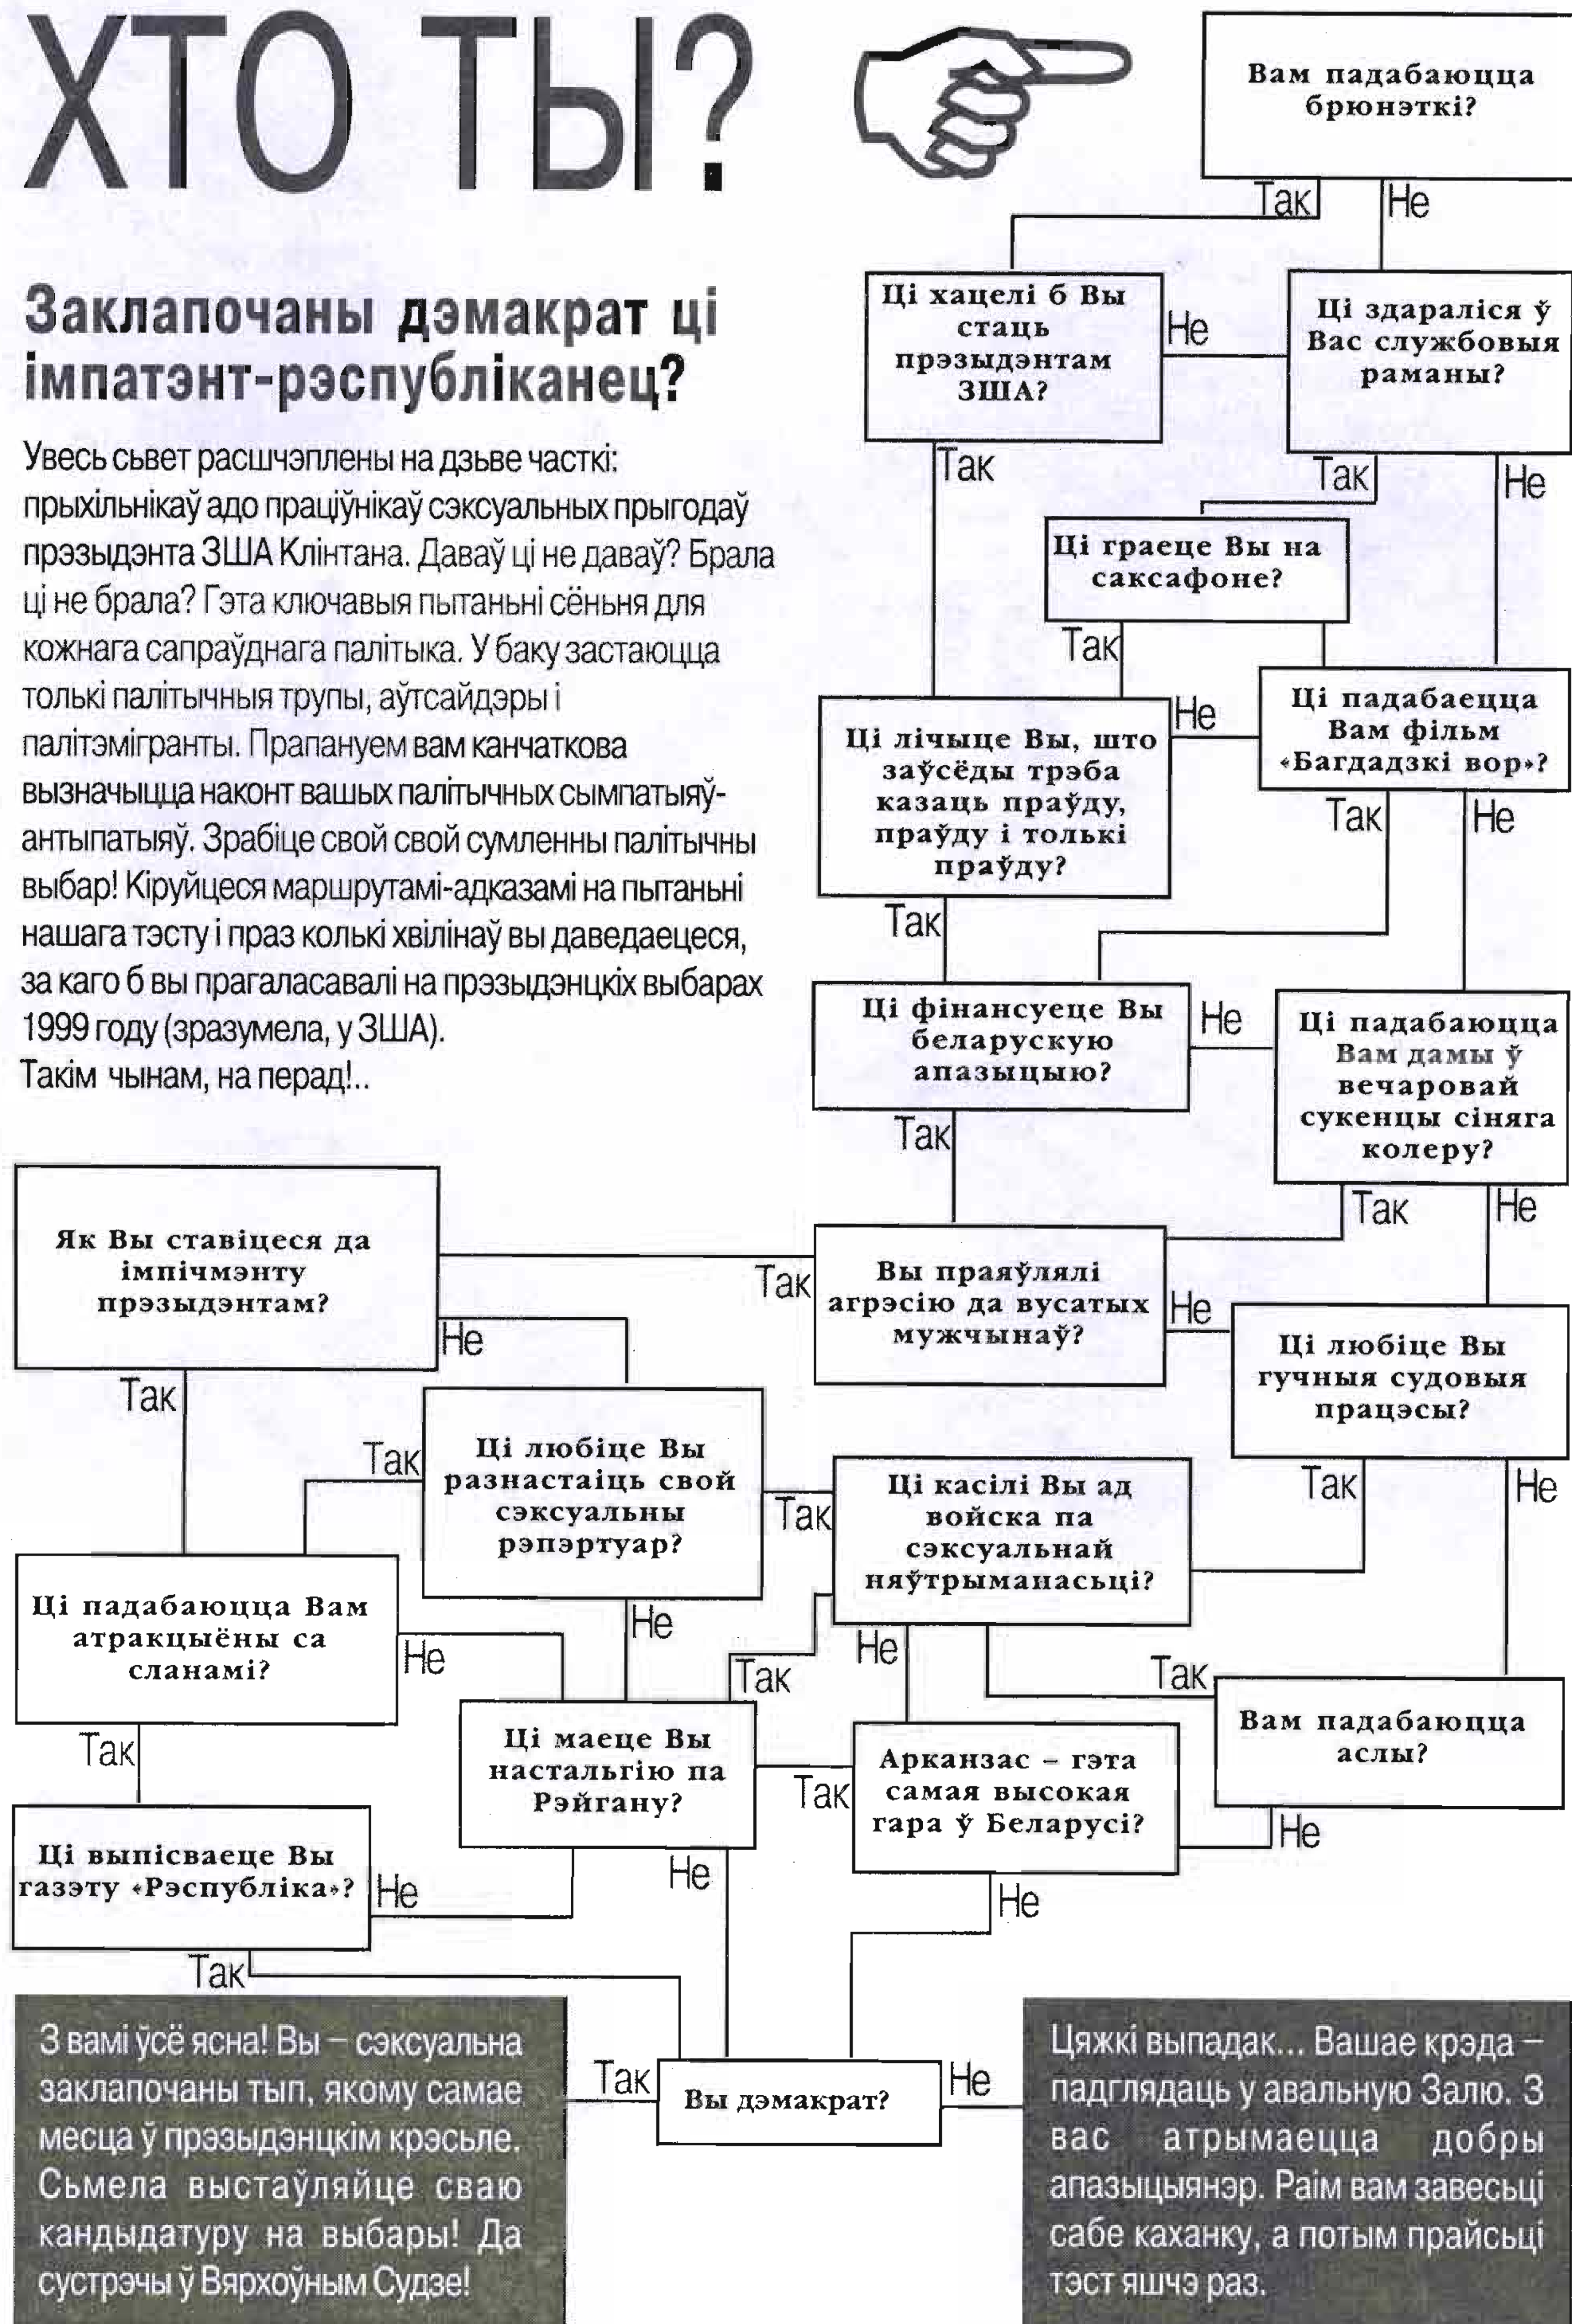 ХТО ТЫ?
Заклапочаны дэмакрат ці
імпатэнт-рэспубліканец?
Увесь сьвет расшчэплены на дзьве часткі:
прыхільнікаў адо праціўнікаў сэксуальных прыгодаў
прэзыдэнта ЗША Клінтана. Даваў ці не даваў? Брала
ці не брала? Гэта ключавыя пытаньні сёньня для
кожнага сапраўднага палітыка. У баку застаюцца
толькі палітычныя трупы, аўтсайдэры і
палітэмігранты. Прапануем вам канчаткова
вызначыцца наконт вашых палітычных сымпатыяў-
антыпатыяў. Зрабіце свой свой сумленны палітычны
выбар! Кіруйцеся маршрутамі-адказамі на пытаньні
нашага тэсту і праз колькі хвілінаў вы даведаецеся,
за каго б вы прагаласавалі на прэзыдэнцкіх выбарах
1999 году (зразумела, у ЗША).
Такім чынам, на перад!..
Вам падабаюцца
брюнэткі?
Так
Не
Ці хацелі б Вы
стаць
прэзыдэнтам
ЗША?
Не
Так
Ці здараліся ў
Вас службовыя
раманы?
Так
Не
Ці граеце Вы на
саксафоне?
Так
Ці лічыце Вы, што
заўсёды трэба
казаць праўду,
праўду і толькі
праўду?
Не
Так
Ці падабаецца
Вам фільм
«Багдадзкі вор»?
Так
Не
Ці фінансуеце Вы
беларускую
апазыцыю?
Не
Так
Ці падабаюцца
Вам дамы ў
вечаровай
сукенцы сіняга
колеру?
Так
Не
Як Вы ставіцеся да
імпічмэнту
прэзыдэнтам?
Не
Так
Вы праяўлялі
агрэсію да вусатых
мужчынаў?
Так
Не
Ці любіце Вы
гучныя судовыя
працэсы?
Так
Не
Ці любіце Вы
разнастаіць свой
сэксуальны
рэпэртуар?
Так
Так
Не
Ці касілі Вы ад
войска па
сэксуальнай
няўтрыманасьці?
Так
Не
Ці падабаюцца Вам
атракцыёны са
сланамі?
Не
Так
Ці маеце Вы
настальгію па
Рэйгану?
Так
Не
Арканзас – гэта
самая высокая
гара ў Беларусі?
Не
Вам падабаюцца
аслы?
Так
Не
Ці выпісваеце Вы
газэту «Рэспубліка»?
Не
Так
З вамі ўсё ясна! Вы – сэксуальна
заклапочаны тып, якому самае
месца ў прэзыдэнцкім крэсьле.
Сьмела выстаўляйце сваю
кандыдатуру на выбары! Да
сустрэчы ў Вярхоўным Судзе!
Так
Вы дэмакрат?
Не
Цяжкі выпадак... Вашае крэда –
падглядаць у авальную Залю. З
вас атрымаецца добры
апазыцыянэр. Раім вам завесьці
сабе каханку, а потым прайсьці
тэст яшчэ раз.